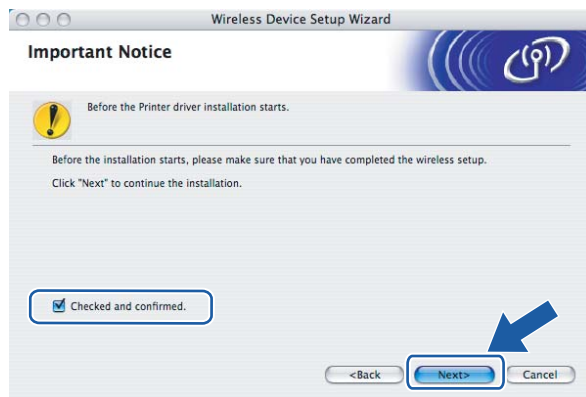 Wireless Device Setup Wizard
Important Notice
Before the Printer driver installation starts.
Before the installation starts, please make sure that you have completed the wireless setup.
Click "Next" to continue the installation.
Checked and confirmed.
<Back Next> Cancel